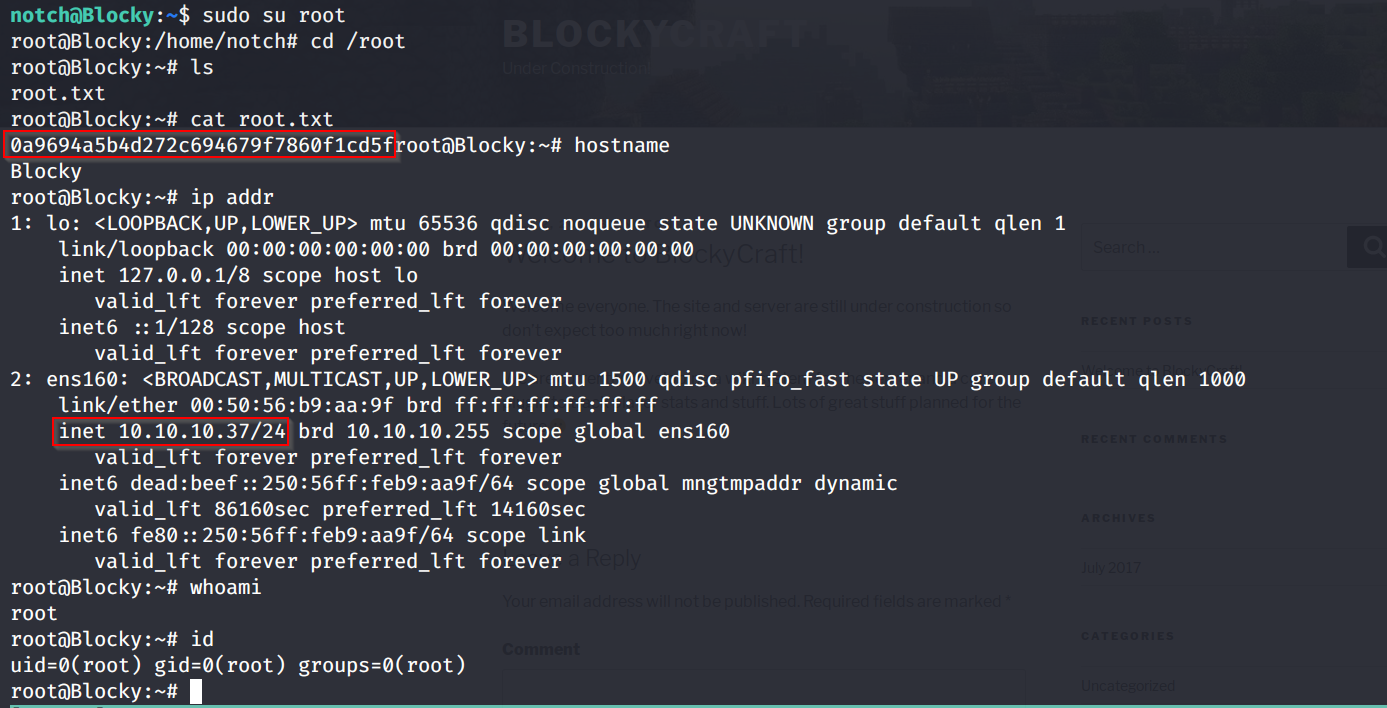 notch@Blocky:~$ sudo su root
root@Blocky:/home/notch# cd /root
root@Blocky:~# ls
root.txt
root@Blocky:~# cat root.txt
0a9694a5b4d272c694679f7860f1cd5froot@Blocky:~# hostname
Blocky
root@Blocky:~# ip addr
1: lo: <LOOPBACK,UP,LOWER_UP> mtu 65536 qdisc noqueue state UNKNOWN group default qlen 1
    link/loopback 00:00:00:00:00:00 brd 00:00:00:00:00:00
    inet 127.0.0.1/8 scope host lo
       valid_lft forever preferred_lft forever
    inet6 ::1/128 scope host
       valid_lft forever preferred_lft forever
2: ens160: <BROADCAST,MULTICAST,UP,LOWER_UP> mtu 1500 qdisc pfifo_fast state UP group default qlen 1000
    link/ether 00:50:56:b9:aa:9f brd ff:ff:ff:ff:ff:ff
    inet 10.10.10.37/24 brd 10.10.10.255 scope global ens160
       valid_lft forever preferred_lft forever
    inet6 dead:beef::250:56ff:feb9:aa9f/64 scope global mngtmpaddr dynamic
       valid_lft 86160sec preferred_lft 14160sec
    inet6 fe80::250:56ff:feb9:aa9f/64 scope link
       valid_lft forever preferred_lft forever
root@Blocky:~# whoami
root
root@Blocky:~# id
uid=0(root) gid=0(root) groups=0(root)
root@Blocky:~#
BLOCKYCRAFT
Under Construction
Welcome to BlockyCraft!
everyone. The site and server are still under construction so
don't expect too much right now!
stats and stuff. Lots of great stuff planned for the
a Reply
Your email address will not be published. Required fields are marked *
Comment
Search...
RECENT POSTS
RECENT COMMENTS
ARCHIVES
July 2017
CATEGORIES
Uncategorized